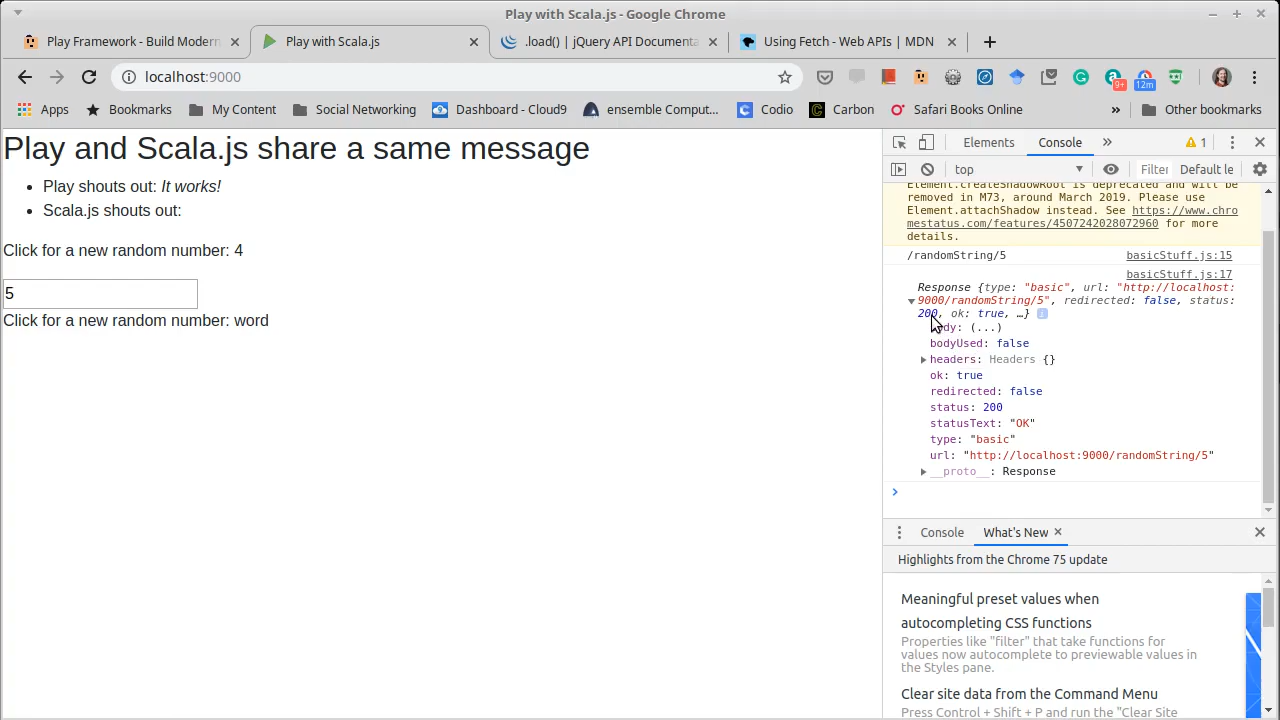 Play with Scala.js - Google Chrome
Play Framework - Build Modern
Play with Scala.js
.load() | jQuery API Documenta
Using Fetch - Web APIs | MDN
localhost:9000
9+
12m
Apps
Bookmarks
My Content
Social Networking
Dashboard - Cloud9
ensemble Comput...
Codio
Carbon
Safari Books Online
»
Other bookmarks
Play and Scala.js share a same message
• Play shouts out: It works!
• Scala.js shouts out:
Click for a new random number: 4
5
Click for a new random number: word
Elements
Console
»
1
top
Filter
Default le
Element.createShadowRoot is deprecated and will be
removed in M73, around March 2019. Please use
Element.attachShadow instead. See https://www.chro
mestatus.com/features/4507242028072960 for more
details.
/randomString/5 basicStuff.js:15
basicStuff.js:17
Response {type: "basic", url: "http://localhost:
9000/randomString/5", redirected: false, status:
200, ok: true, …}
body: (...)
bodyUsed: false
headers: Headers {}
ok: true
redirected: false
status: 200
statusText: "OK"
type: "basic"
url: "http://localhost:9000/randomString/5"
__proto__: Response
Console
What's New
Highlights from the Chrome 75 update
Meaningful preset values when
autocompleting CSS functions
Properties like "filter" that take functions for
values now autocomplete to previewable values in
the Styles pane.
Clear site data from the Command Menu
Press Control + Shift + P and run the "Clear Site